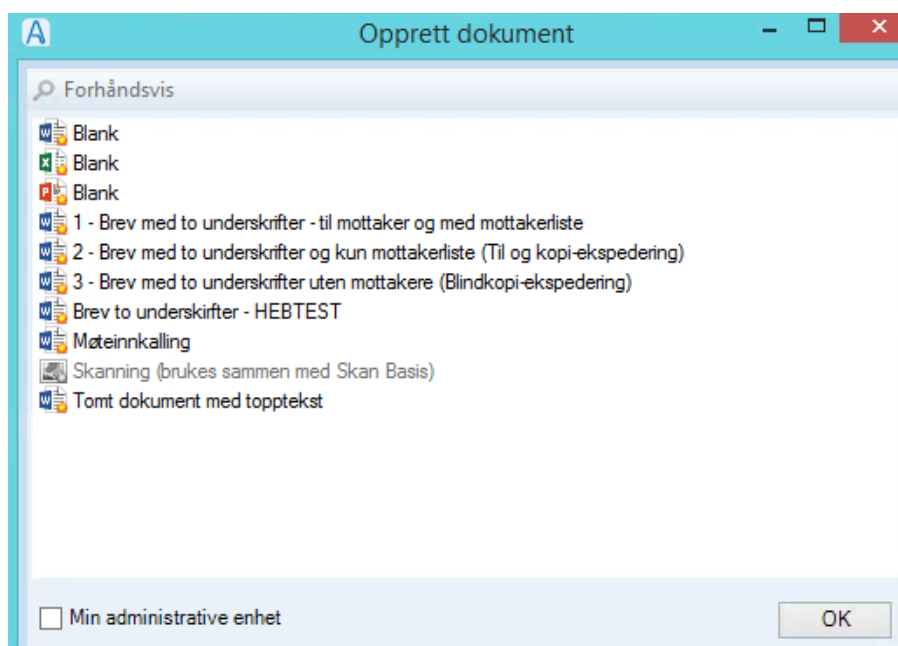 Opprett dokument
Forhåndsvis
Blank
Blank
Blank
1 - Brev med to underskrifter - til mottaker og med mottakerliste
2 - Brev med to underskrifter og kun mottakerliste (Til og kopi-ekspedering)
3 - Brev med to underskrifter uten mottakere (Blindkopi-ekspedering)
Brev to underskirfter - HEBTEST
Møteinnkalling
Skanning (brukes sammen med Skan Basis)
Tomt dokument med topptekst
Min administrative enhet
OK